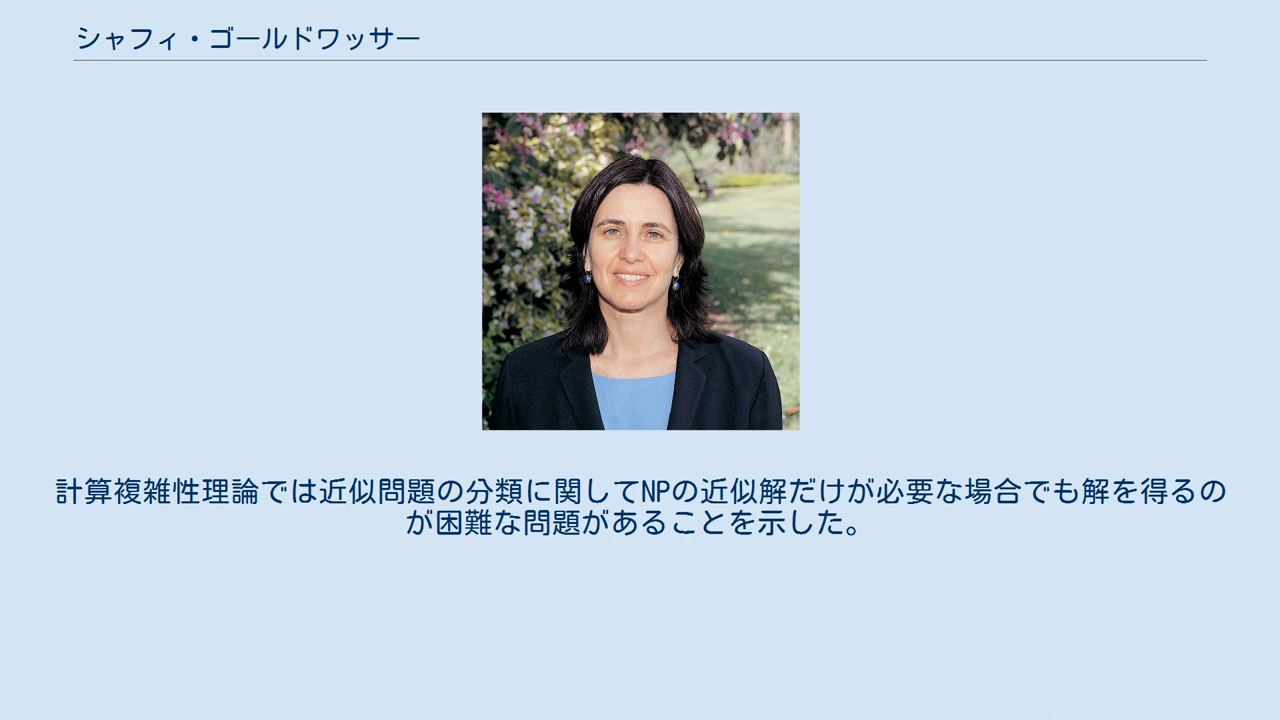 シャフィ・ゴールドワッサー
計算複雑性理論では近似問題の分類に関してNPの近似解だけが必要な場合でも解を得るの
が困難な問題があることを示した。